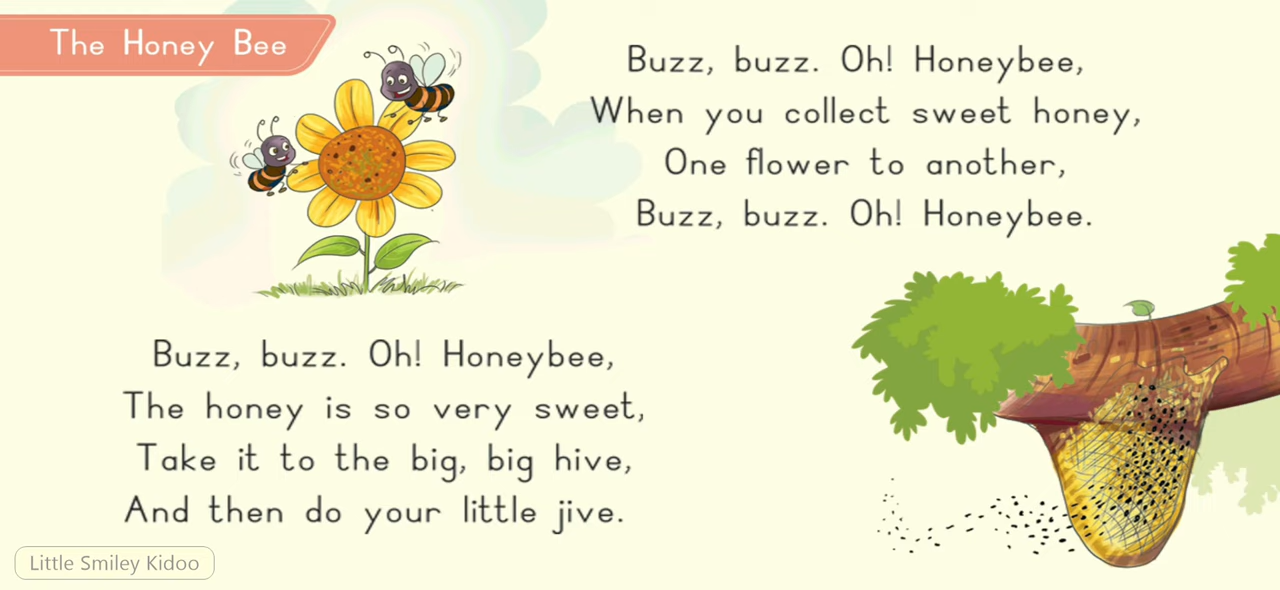 The Honey Bee
Buzz, buzz. Oh! Honeybee,
When you collect sweet honey,
One flower to another,
Buzz, buzz. Oh! Honeybee.
Buzz, buzz. Oh! Honeybee,
The honey is so very sweet,
Take it to the big, big hive,
And then do your little jive.
Little Smiley Kidoo